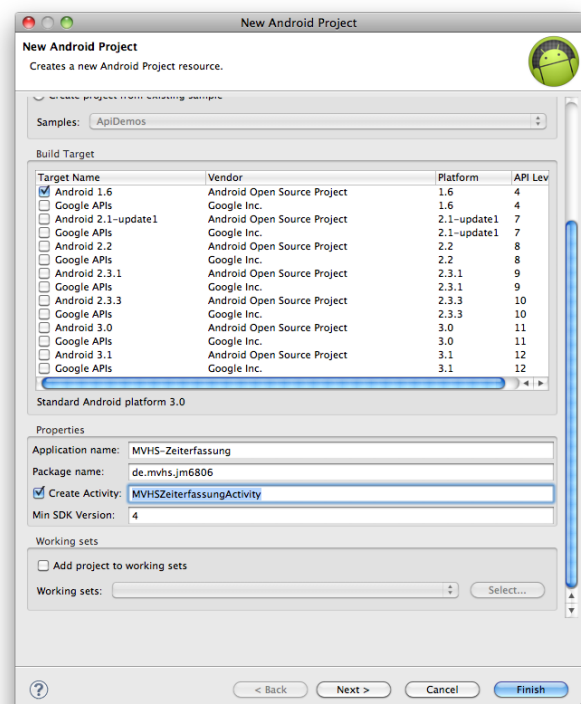 New Android Project
New Android Project
Creates a new Android Project resource.
Create project from existing sample
Samples: ApiDemos
Build Target
Target Name Vendor Platform API Lev
Android 1.6 Android Open Source Project 1.6 4
Google APIs Google Inc. 1.6 4
Android 2.1-update1 Android Open Source Project 2.1-update1 7
Google APIs Google Inc. 2.1-update1 7
Android 2.2 Android Open Source Project 2.2 8
Google APIs Google Inc. 2.2 8
Android 2.3.1 Android Open Source Project 2.3.1 9
Google APIs Google Inc. 2.3.1 9
Android 2.3.3 Android Open Source Project 2.3.3 10
Google APIs Google Inc. 2.3.3 10
Android 3.0 Android Open Source Project 3.0 11
Google APIs Google Inc. 3.0 11
Android 3.1 Android Open Source Project 3.1 12
Google APIs Google Inc. 3.1 12
Standard Android platform 3.0
Properties
Application name: MVHS-Zeiterfassung
Package name: de.mvhs.jm6806
Create Activity: MVHSZeiterfassungActivity
Min SDK Version: 4
Working sets
Add project to working sets
Working sets: Select...
? < Back Next > Cancel Finish